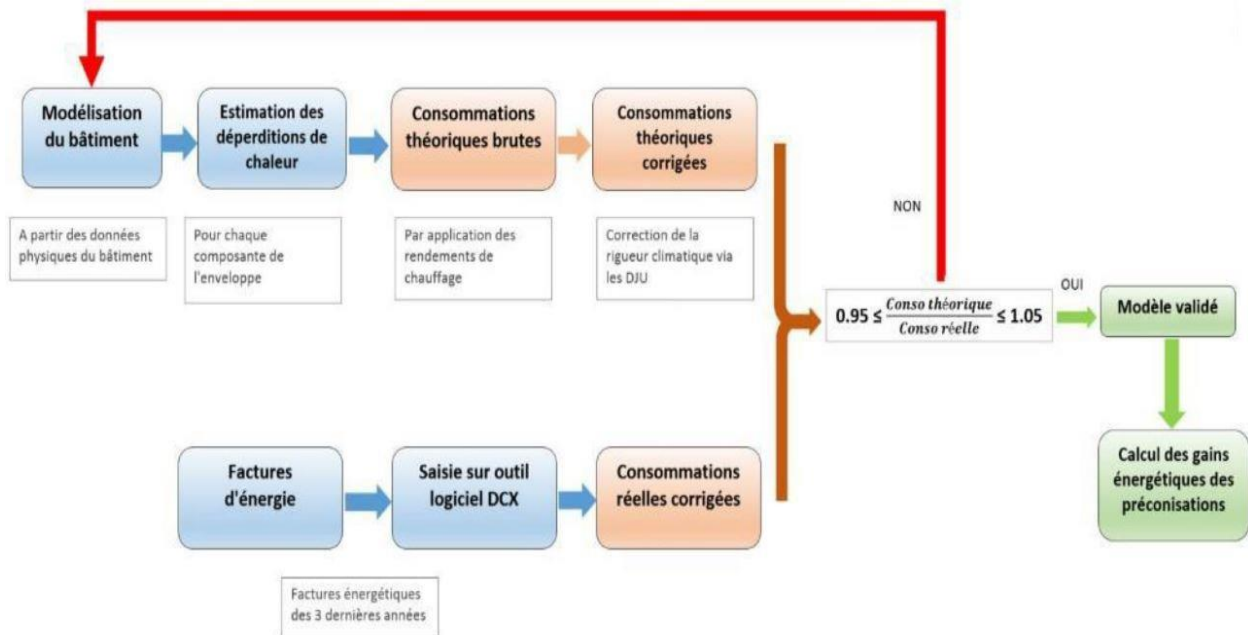 Modélisation
du bâtiment
Estimation des
déperditions de
chaleur
Consommations
théoriques brutes
Consommations
théoriques
corrigées
A partir des données
physiques du bâtiment
Pour chaque
composante de
l'enveloppe
Par application des
rendements de
chauffage
Correction de la
rigueur climatique via
les DJU
NON
0.95 ≤ Conso théorique / Conso réelle ≤ 1.05
OUI
Modèle validé
Calcul des gains
énergétiques des
préconisations
Factures
d'énergie
Saisie sur outil
logiciel DCX
Consommations
réelles corrigées
Factures énergétiques
des 3 dernières années